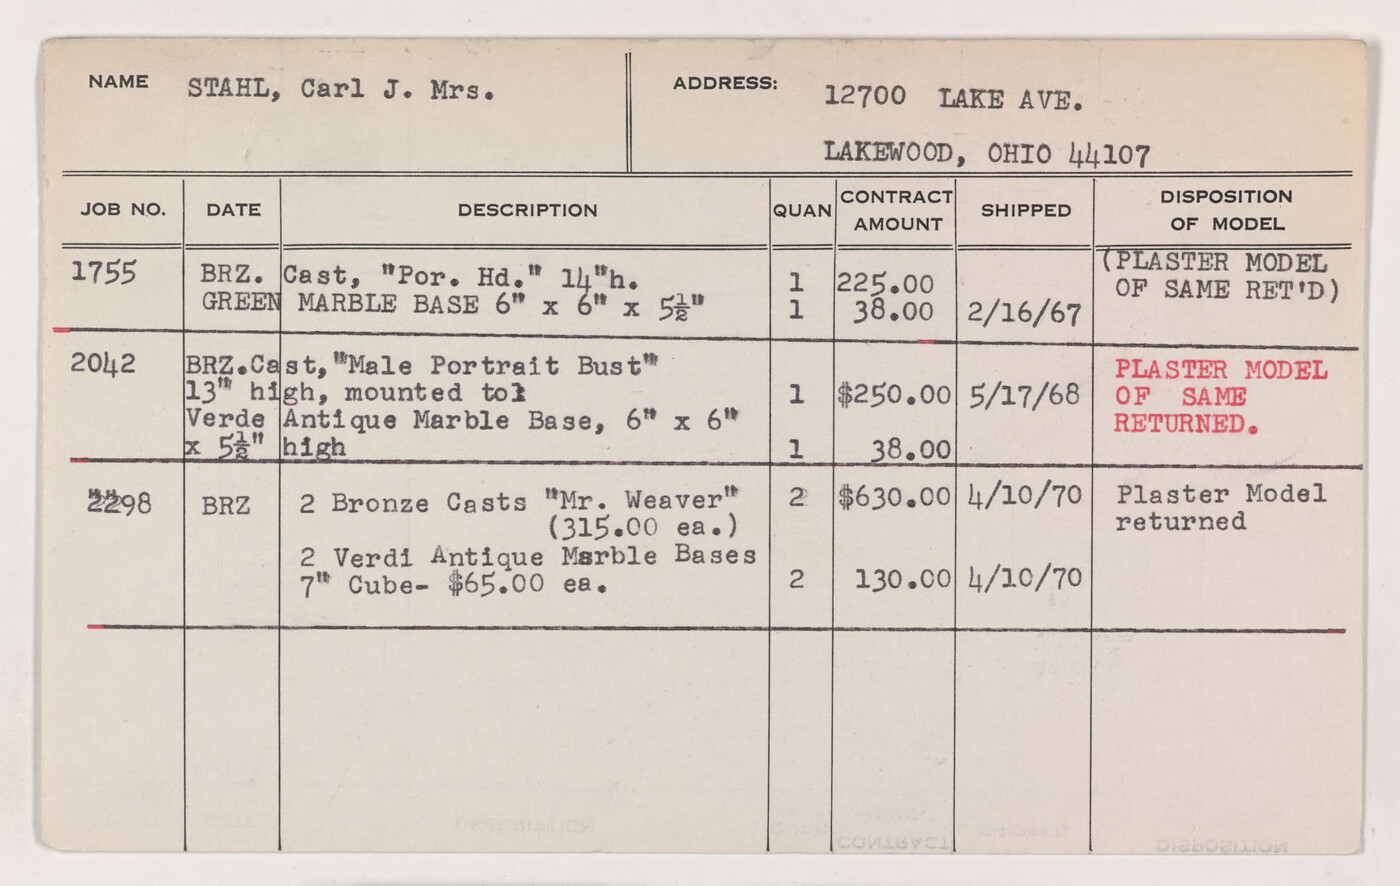 NAME STAHL, Carl J. Mrs. ADDRESS: 12700 LAKE AVE.
LAKEWOOD, OHIO 44107
JOB NO. DATE DESCRIPTION QUAN CONTRACT AMOUNT SHIPPED DISPOSITION OF MODEL
1755 BRZ. Cast, "Por. Hd." 14"h. 1 225.00 (PLASTER MODEL
GREEN MARBLE BASE 6" x 6" x 5½" 1 38.00 2/16/67 OF SAME RET'D)
2042 BRZ.Cast,"Male Portrait Bust" PLASTER MODEL
13" high, mounted to1 1 $250.00 5/17/68 OF SAME
Verde Antique Marble Base, 6" x 6" RETURNED.
x 5½" high 1 38.00
2298 BRZ 2 Bronze Casts "Mr. Weaver" 2 $630.00 4/10/70 Plaster Model
(315.00 ea.) returned
2 Verdi Antique Marble Bases
7" Cube- $65.00 ea. 2 130.00 4/10/70